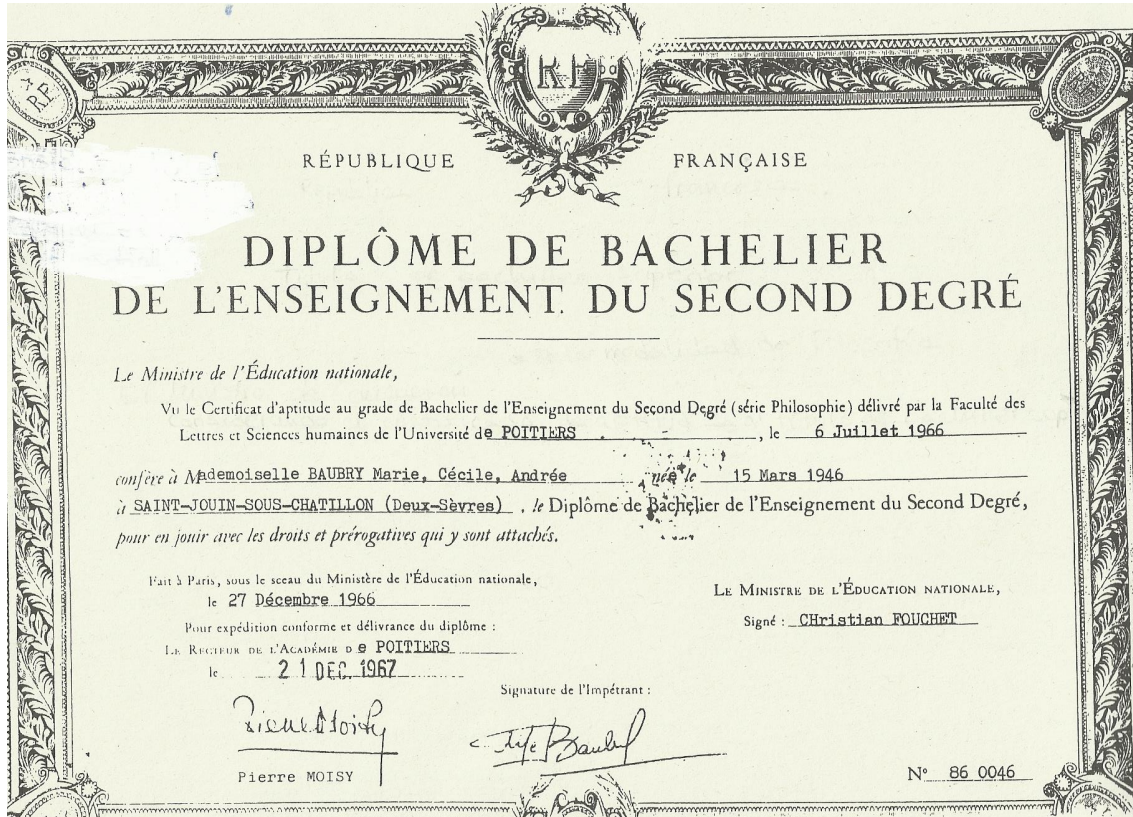 R F
R.F
RÉPUBLIQUE FRANÇAISE
DIPLÔME DE BACHELIER
DE L'ENSEIGNEMENT DU SECOND DEGRÉ
Le Ministre de l'Éducation nationale,
Vu le Certificat d'aptitude au grade de Bachelier de l'Enseignement du Second Degré (série Philosophie) délivré par la Faculté des
Lettres et Sciences humaines de l'Université de POITIERS, le 6 Juillet 1966
confère à Mademoiselle BAUBRY Marie, Cécile, Andrée née le 15 Mars 1946
à SAINT-JOUIN-SOUS-CHATILLON (Deux-Sèvres), le Diplôme de Bachelier de l'Enseignement du Second Degré,
pour en jouir avec les droits et prérogatives qui y sont attachés.
Fait à Paris, sous le sceau du Ministère de l'Éducation nationale,
le 27 Décembre 1966
Pour expédition conforme et délivrance du diplôme :
LE RECTEUR DE L'ACADÉMIE De POITIERS
le 21 DEC. 1967
Pierre MOISY
LE MINISTRE DE L'ÉDUCATION NATIONALE,
Signé : CHristian FOUCHET
Signature de l'Impétrant :
N° 86 0046